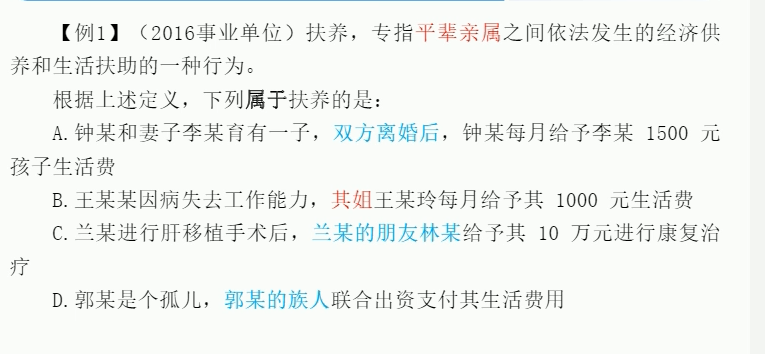 【例1】（2016事业单位）扶养，专指平辈亲属之间依法发生的经济供
养和生活扶助的一种行为。
根据上述定义，下列属于扶养的是：
A.钟某和妻子李某育有一子，双方离婚后，钟某每月给予李某 1500 元
孩子生活费
B.王某某因病失去工作能力，其姐王某玲每月给予其 1000 元生活费
C.兰某进行肝移植手术后，兰某的朋友林某给予其 10 万元进行康复治
疗
D.郭某是个孤儿，郭某的族人联合出资支付其生活费用